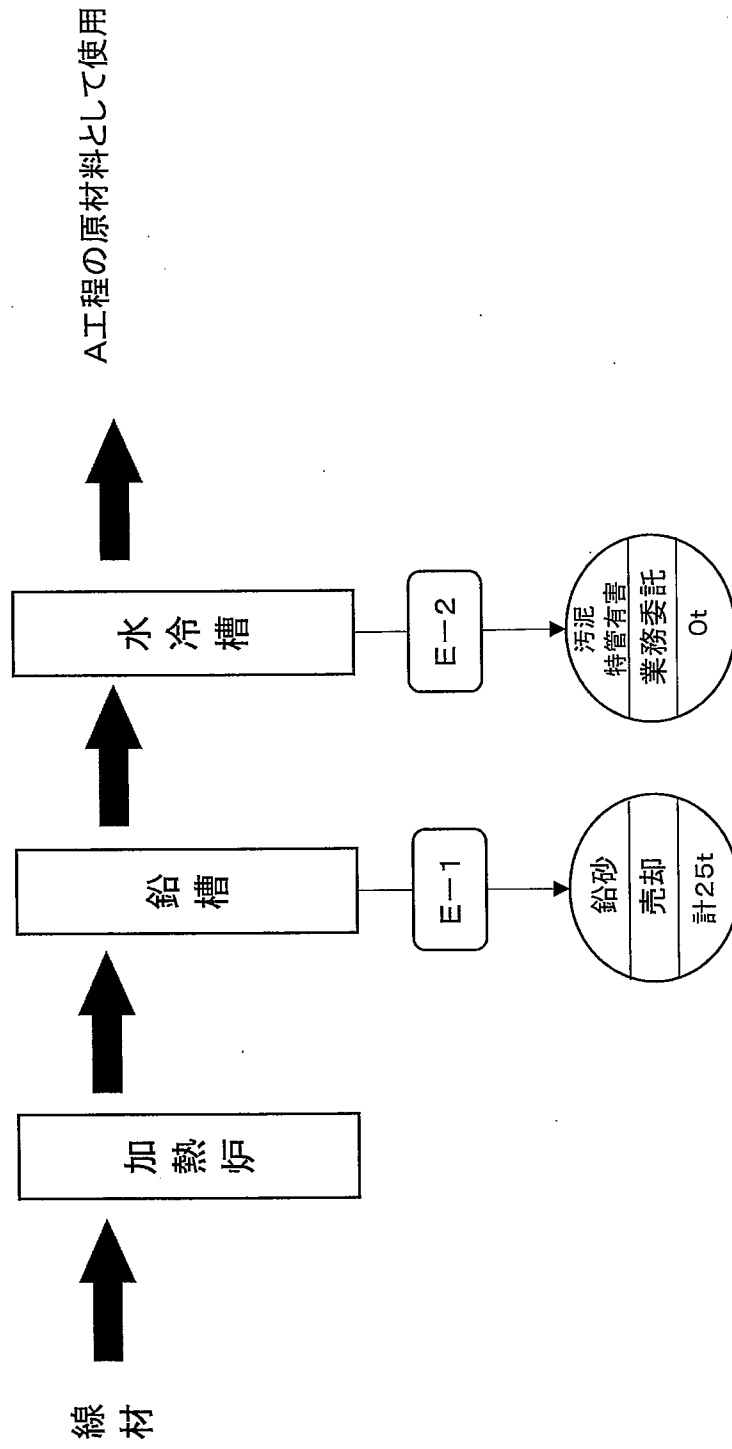 線材
加熱炉
鉛槽
水冷槽
A工程の原材料として使用
E－1
E－2
鉛砂
売却
計25t
汚泥
特管有害
業務委託
0t